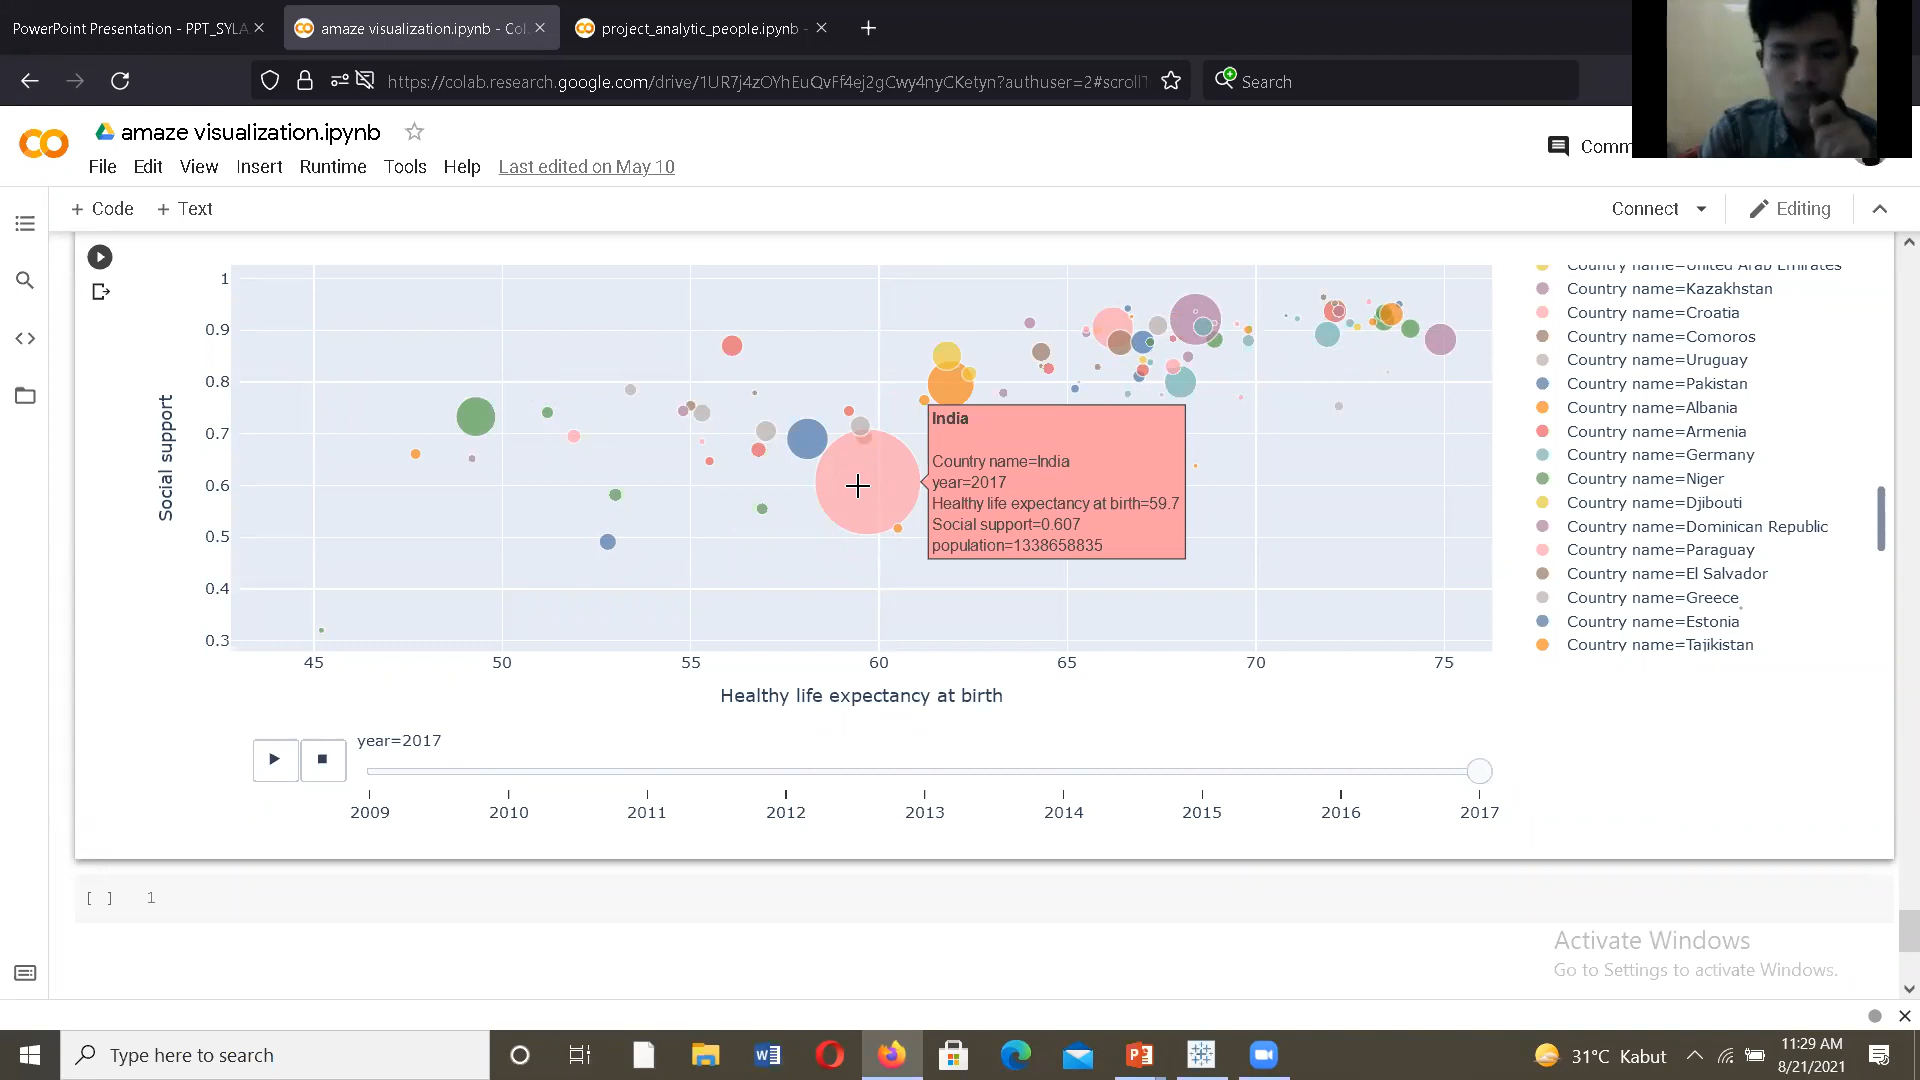 PowerPoint Presentation - PPT_SYLA
amaze visualization.ipynb - Col
project_analytic_people.ipynb -
https://colab.research.google.com/drive/1UR7j4zOYhEuQvFf4ej2gCwy4nyCKetyn?authuser=2#scrollT
Search
amaze visualization.ipynb
Comm
File Edit View Insert Runtime Tools Help Last edited on May 10
+ Code + Text
Connect
Editing
Country name=United Arab Emirates
Country name=Kazakhstan
Country name=Croatia
Country name=Comoros
Country name=Uruguay
Country name=Pakistan
Country name=Albania
Country name=Armenia
Country name=Germany
Country name=Niger
Country name=Djibouti
Country name=Dominican Republic
Country name=Paraguay
Country name=El Salvador
Country name=Greece
Country name=Estonia
Country name=Tajikistan
1
0.9
0.8
0.7
0.6
0.5
0.4
0.3
Social support
India
Country name=India
year=2017
Healthy life expectancy at birth=59.7
Social support=0.607
population=1338658835
45 50 55 60 65 70 75
Healthy life expectancy at birth
year=2017
2009 2010 2011 2012 2013 2014 2015 2016 2017
[ ] 1
Activate Windows
Go to Settings to activate Windows.
Type here to search
31°C Kabut
11:29 AM
8/21/2021